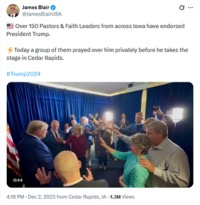 James Blair
@JamesBlairUSA
🇺🇸 Over 150 Pastors & Faith Leaders from across Iowa have endorsed
President Trump.
⚡Today a group of them prayed over him privately before he takes the
stage in Cedar Rapids.
#Trump2024
0:44
4:18 PM · Dec 2, 2023 from Cedar Rapids, IA · 1.3M Views